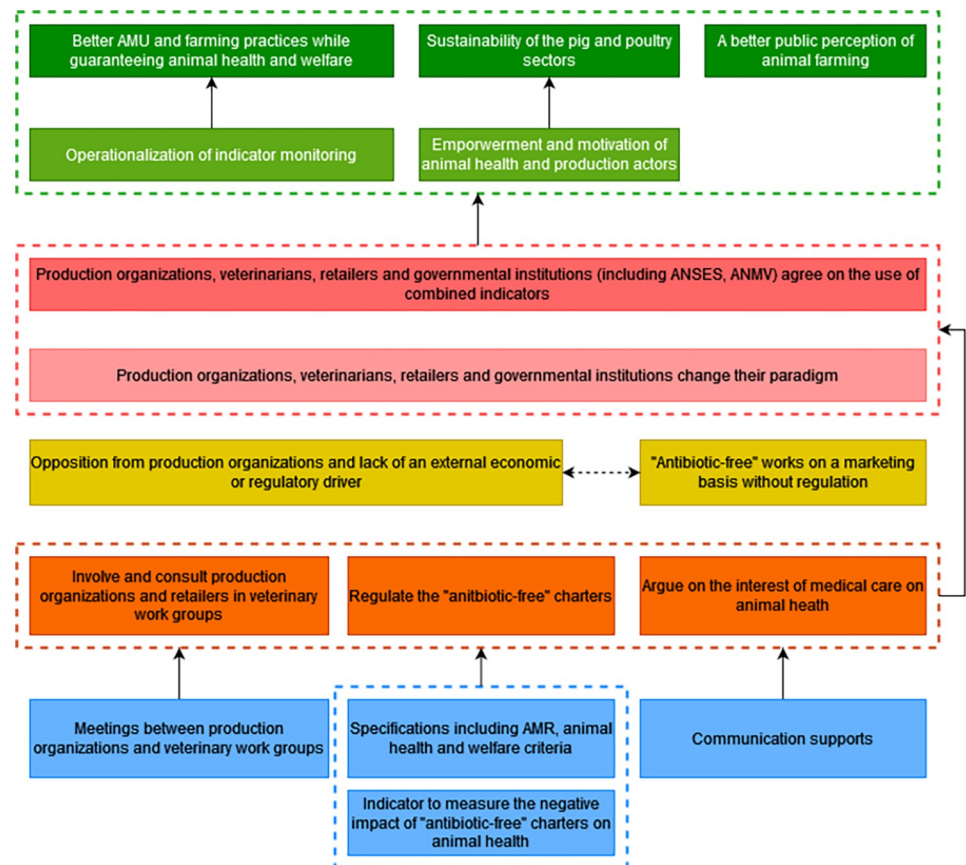 Better AMU and farming practices while
guaranteeing animal health and welfare
Sustainability of the pig and poultry
sectors
A better public perception of
animal farming
Operationalization of indicator monitoring
Emporwerment and motivation of
animal health and production actors
Production organizations, veterinarians, retailers and governmental institutions (including ANSES, ANMV) agree on the use of
combined indicators
Production organizations, veterinarians, retailers and governmental institutions change their paradigm
Opposition from production organizations and lack of an external economic
or regulatory driver
"Antibiotic-free" works on a marketing
basis without regulation
Involve and consult production
organizations and retailers in veterinary
work groups
Regulate the "anitbiotic-free" charters
Argue on the interest of medical care on
animal heath
Meetings between production
organizations and veterinary work groups
Specifications including AMR, animal
health and welfare criteria
Communication supports
Indicator to measure the negative
impact of "antibiotic-free" charters on
animal health